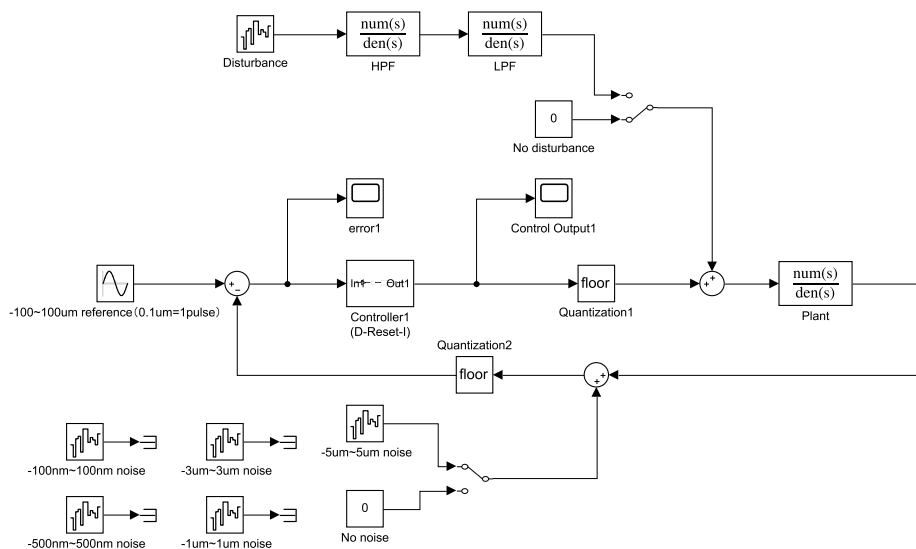 num(s)
den(s)
num(s)
den(s)
Disturbance
HPF
LPF
0
No disturbance
error1
Control Output1
+
−
In1
Out1
floor
+
+
num(s)
den(s)
-100~100um reference(0.1um=1pulse)
Controller1
(D-Reset-I)
Quantization1
Plant
Quantization2
floor
+
+
-100nm~100nm noise
-3um~3um noise
-5um~5um noise
0
-500nm~500nm noise
-1um~1um noise
No noise